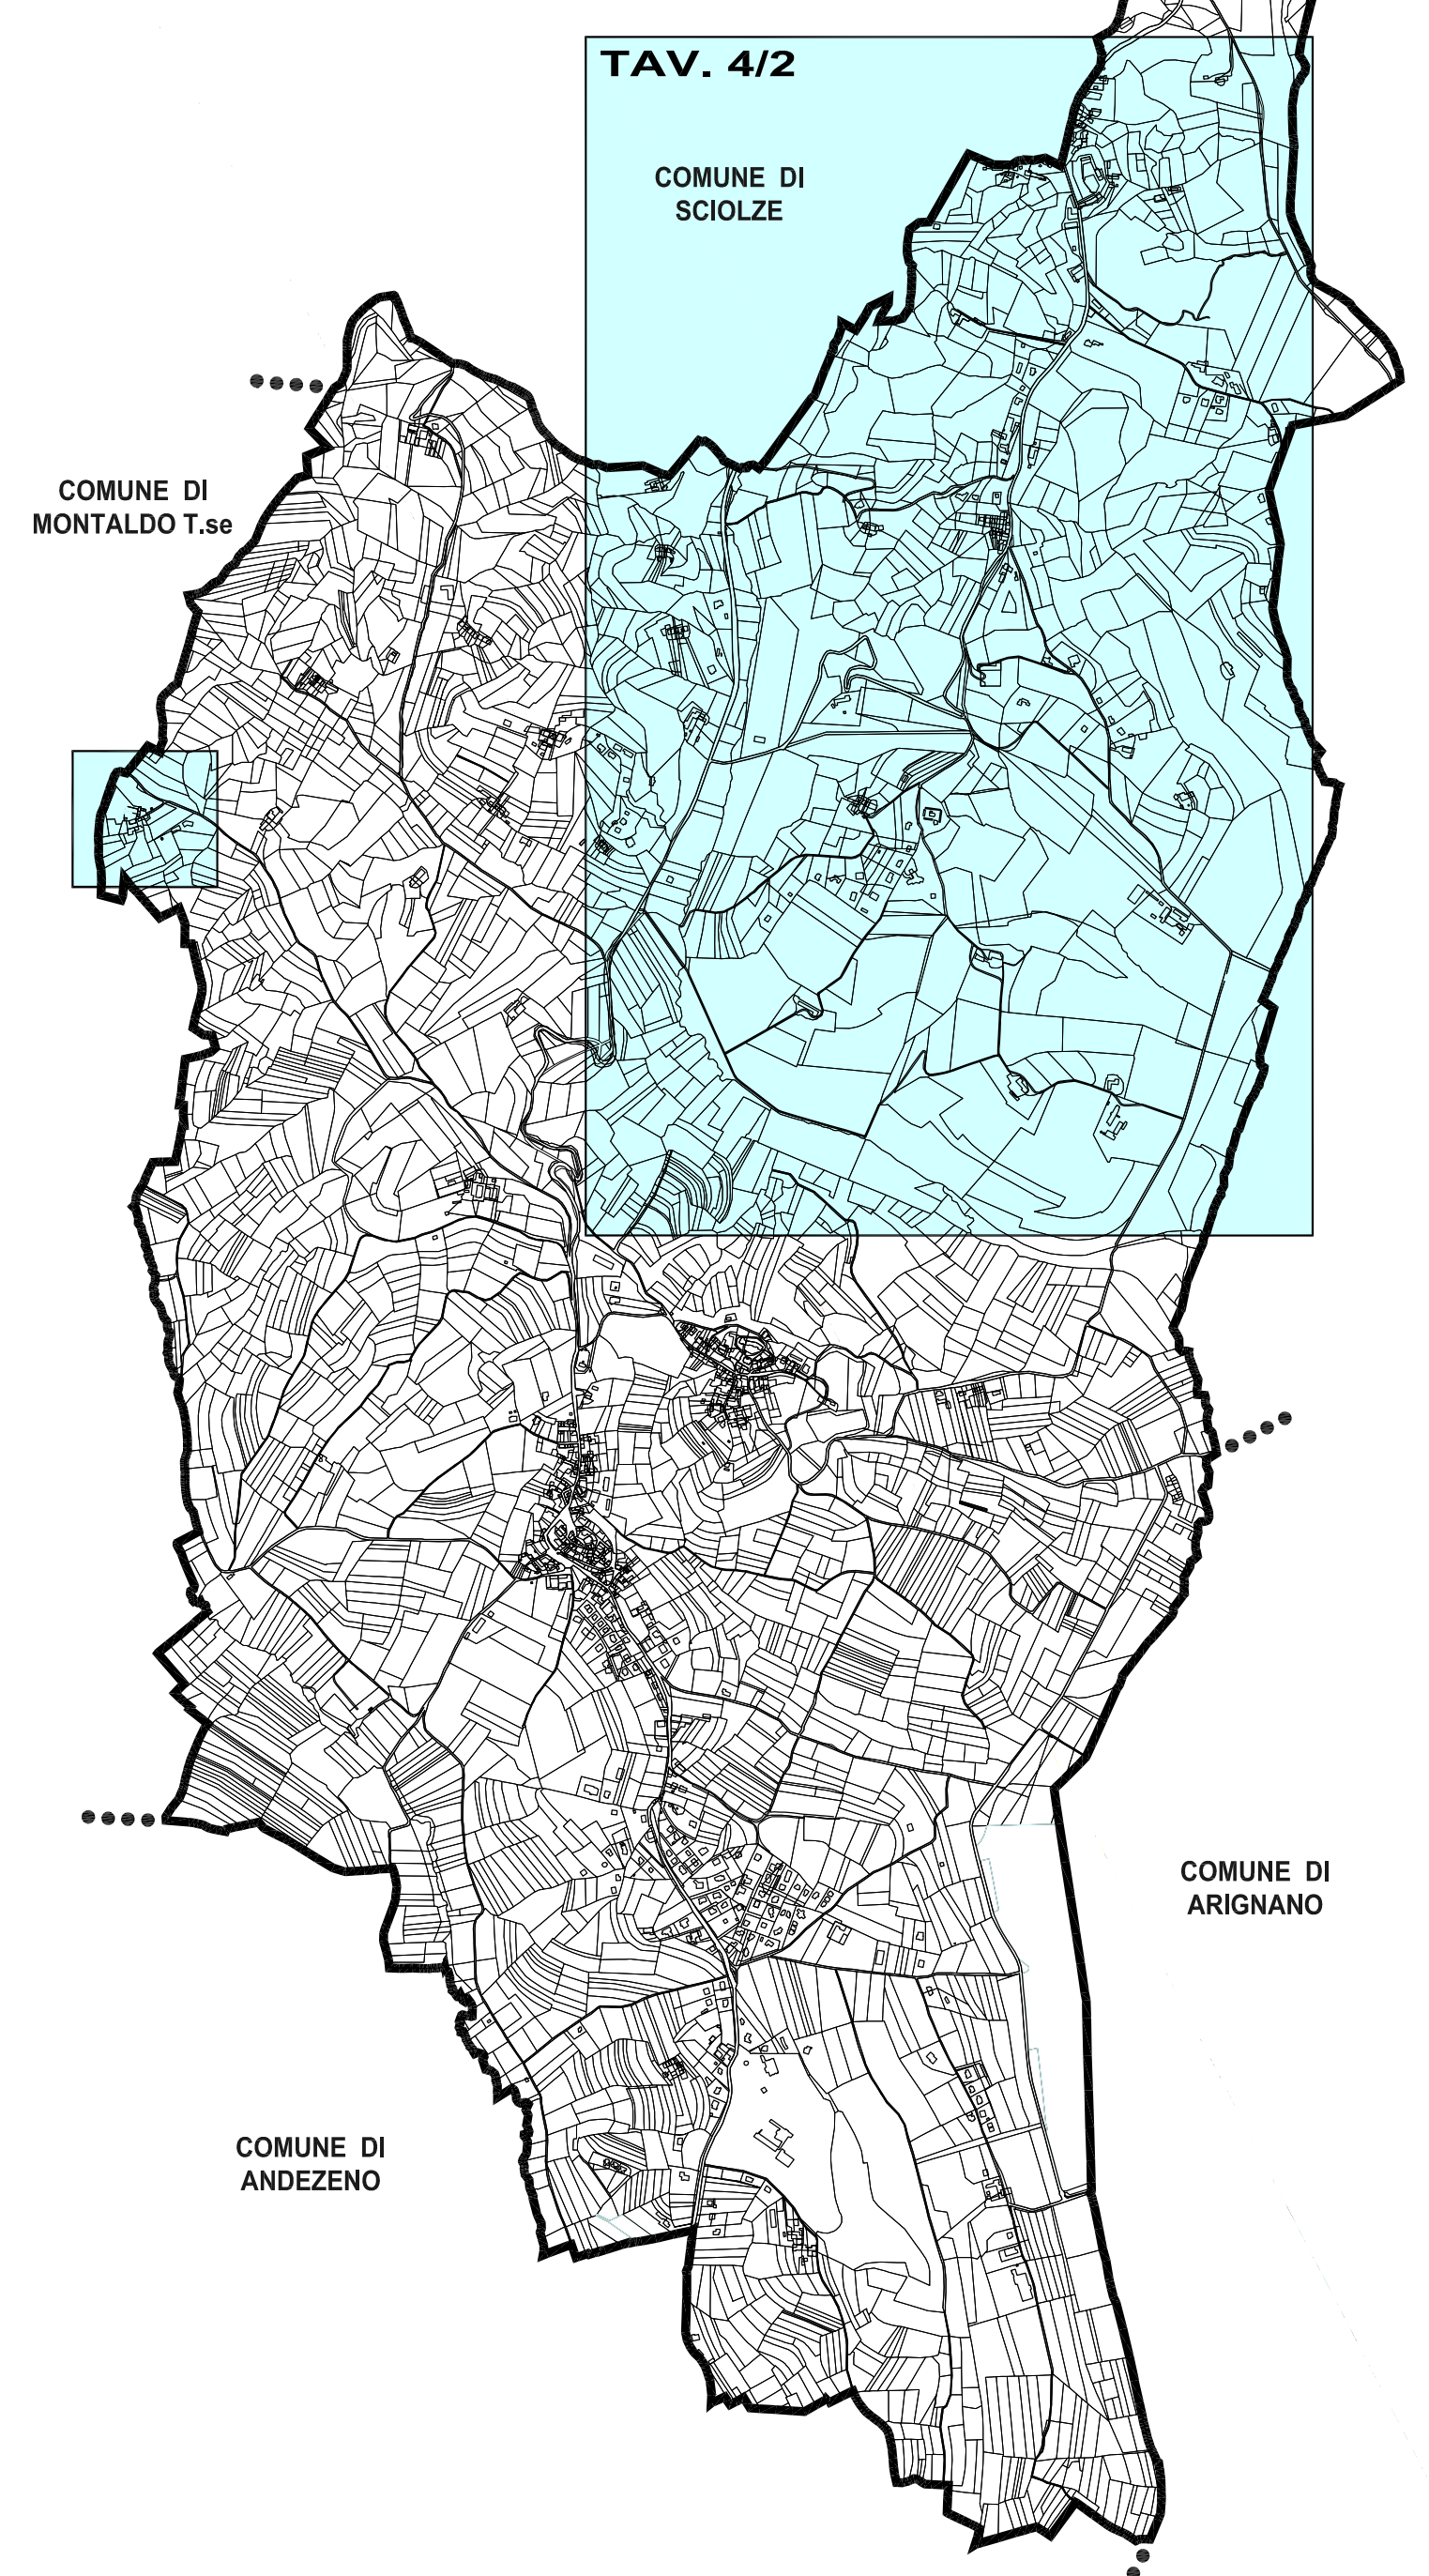 TAV. 4/2
COMUNE DI
SCIOLZE
COMUNE DI
MONTALDO T.se
COMUNE DI
ARIGNANO
COMUNE DI
ANDEZENO